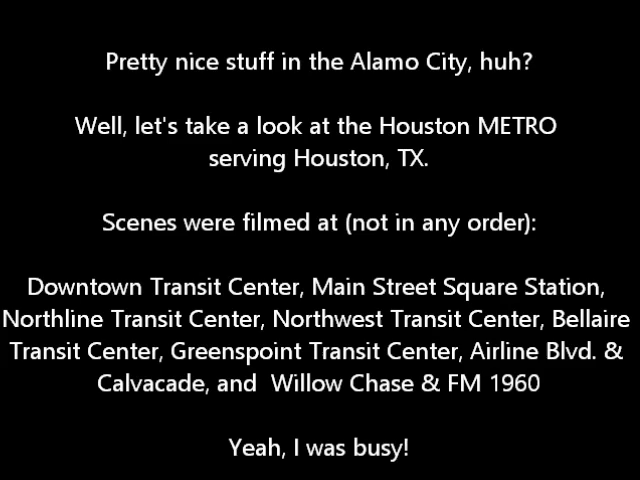 Pretty nice stuff in the Alamo City, huh?
Well, let's take a look at the Houston METRO
serving Houston, TX.
Scenes were filmed at (not in any order):
Downtown Transit Center, Main Street Square Station,
Northline Transit Center, Northwest Transit Center, Bellaire
Transit Center, Greenspoint Transit Center, Airline Blvd. &
Calvacade, and  Willow Chase & FM 1960
Yeah, I was busy!